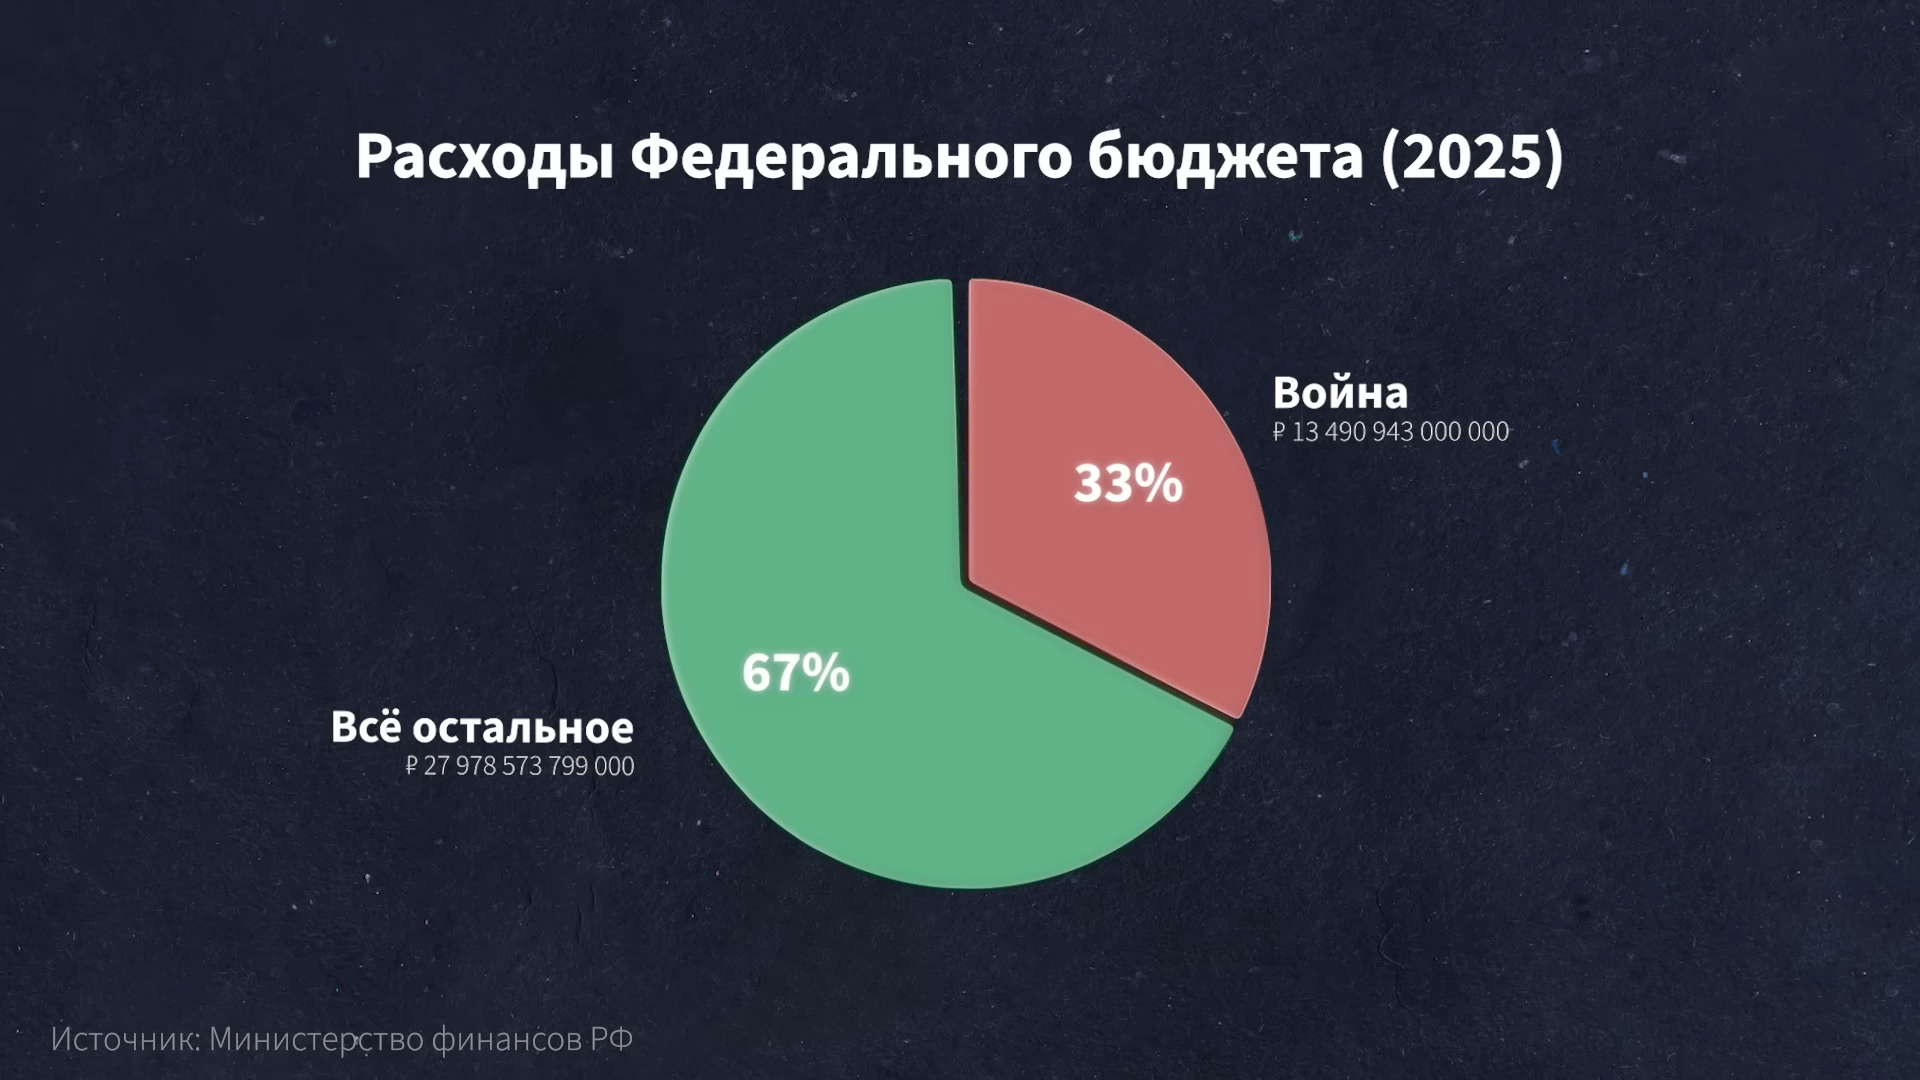 Расходы Федерального бюджета (2025)
Война
₽ 13 490 943 000 000
33%
67%
Всё остальное
₽ 27 978 573 799 000
Источник: Министерство финансов РФ